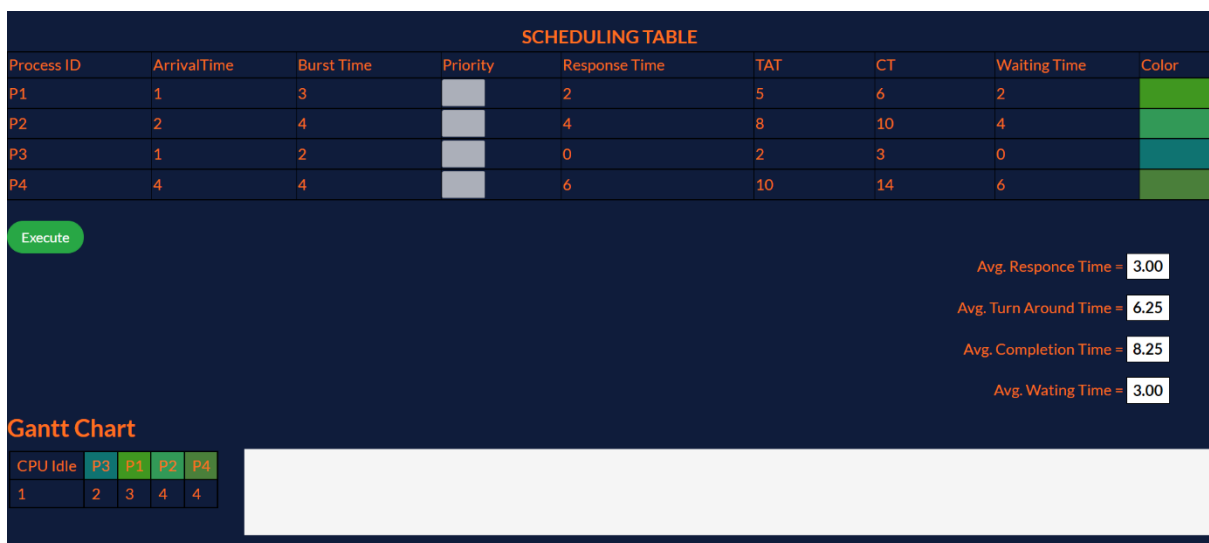 SCHEDULING TABLE
Process ID ArrivalTime Burst Time Priority Response Time TAT CT Waiting Time Color
P1 1 3 2 5 6 2
P2 2 4 4 8 10 4
P3 1 2 0 2 3 0
P4 4 4 6 10 14 6
Execute
Avg. Responce Time = 3.00
Avg. Turn Around Time = 6.25
Avg. Completion Time = 8.25
Avg. Wating Time = 3.00
Gantt Chart
CPU Idle P3 P1 P2 P4
1 2 3 4 4